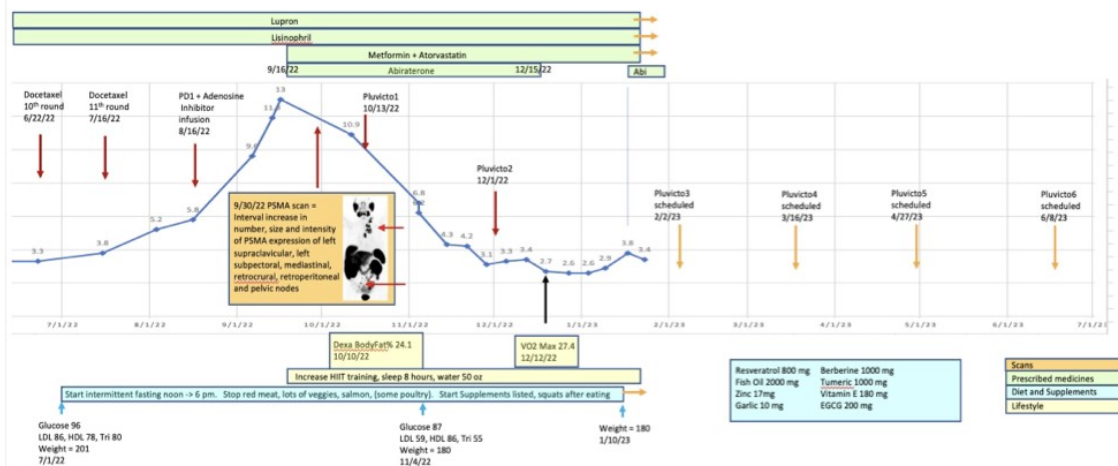 Lupron
Lisinophril
Metformin + Atorvastatin
9/16/22
Abiraterone
12/15/22
Abi
Docetaxel
10th round
6/22/22
Docetaxel
11th round
7/16/22
PD1 + Adenosine
Inhibitor
infusion
8/16/22
13
Pluvicto1
10/13/22
10.9
Pluvicto2
12/1/22
Pluvicto3
scheduled
2/2/23
Pluvicto4
scheduled
3/16/23
Pluvicto5
scheduled
4/27/23
Pluvicto6
scheduled
6/8/23
3.3
3.8
5.2
5.8
6.8
4.3
4.2
3.1
3.3
3.4
2.7
2.6
2.6
2.9
3.8
3.4
9/30/22 PSMA scan =
Interval increase in
number, size and intensity
of PSMA expression of left
supraclavicular, left
subpectoral, mediastinal,
retrocrural, retroperitoneal
and pelvic nodes
7/1/22
8/1/22
9/1/22
10/1/22
11/1/22
12/1/22
1/1/23
2/1/23
3/1/23
4/1/23
5/1/23
6/1/23
Dexa BodyFat% 24.1
10/10/22
VO2 Max 27.4
12/12/22
Increase HIIT training, sleep 8 hours, water 50 oz
Start intermittent fasting noon -> 6 pm. Stop red meat, lots of veggies, salmon, (some poultry). Start Supplements listed, squats after eating
Glucose 96
LDL 86, HDL 78, Tri 80
Weight = 201
7/1/22
Glucose 87
LDL 59, HDL 86, Tri 55
Weight = 180
11/4/22
Weight = 180
1/10/23
Resveratrol 800 mg Berberine 1000 mg
Fish Oil 2000 mg Tumeric 1000 mg
Zinc 17mg Vitamin E 180 mg
Garlic 10 mg EGCG 200 mg
Scans
Prescribed medicines
Diet and Supplements
Lifestyle